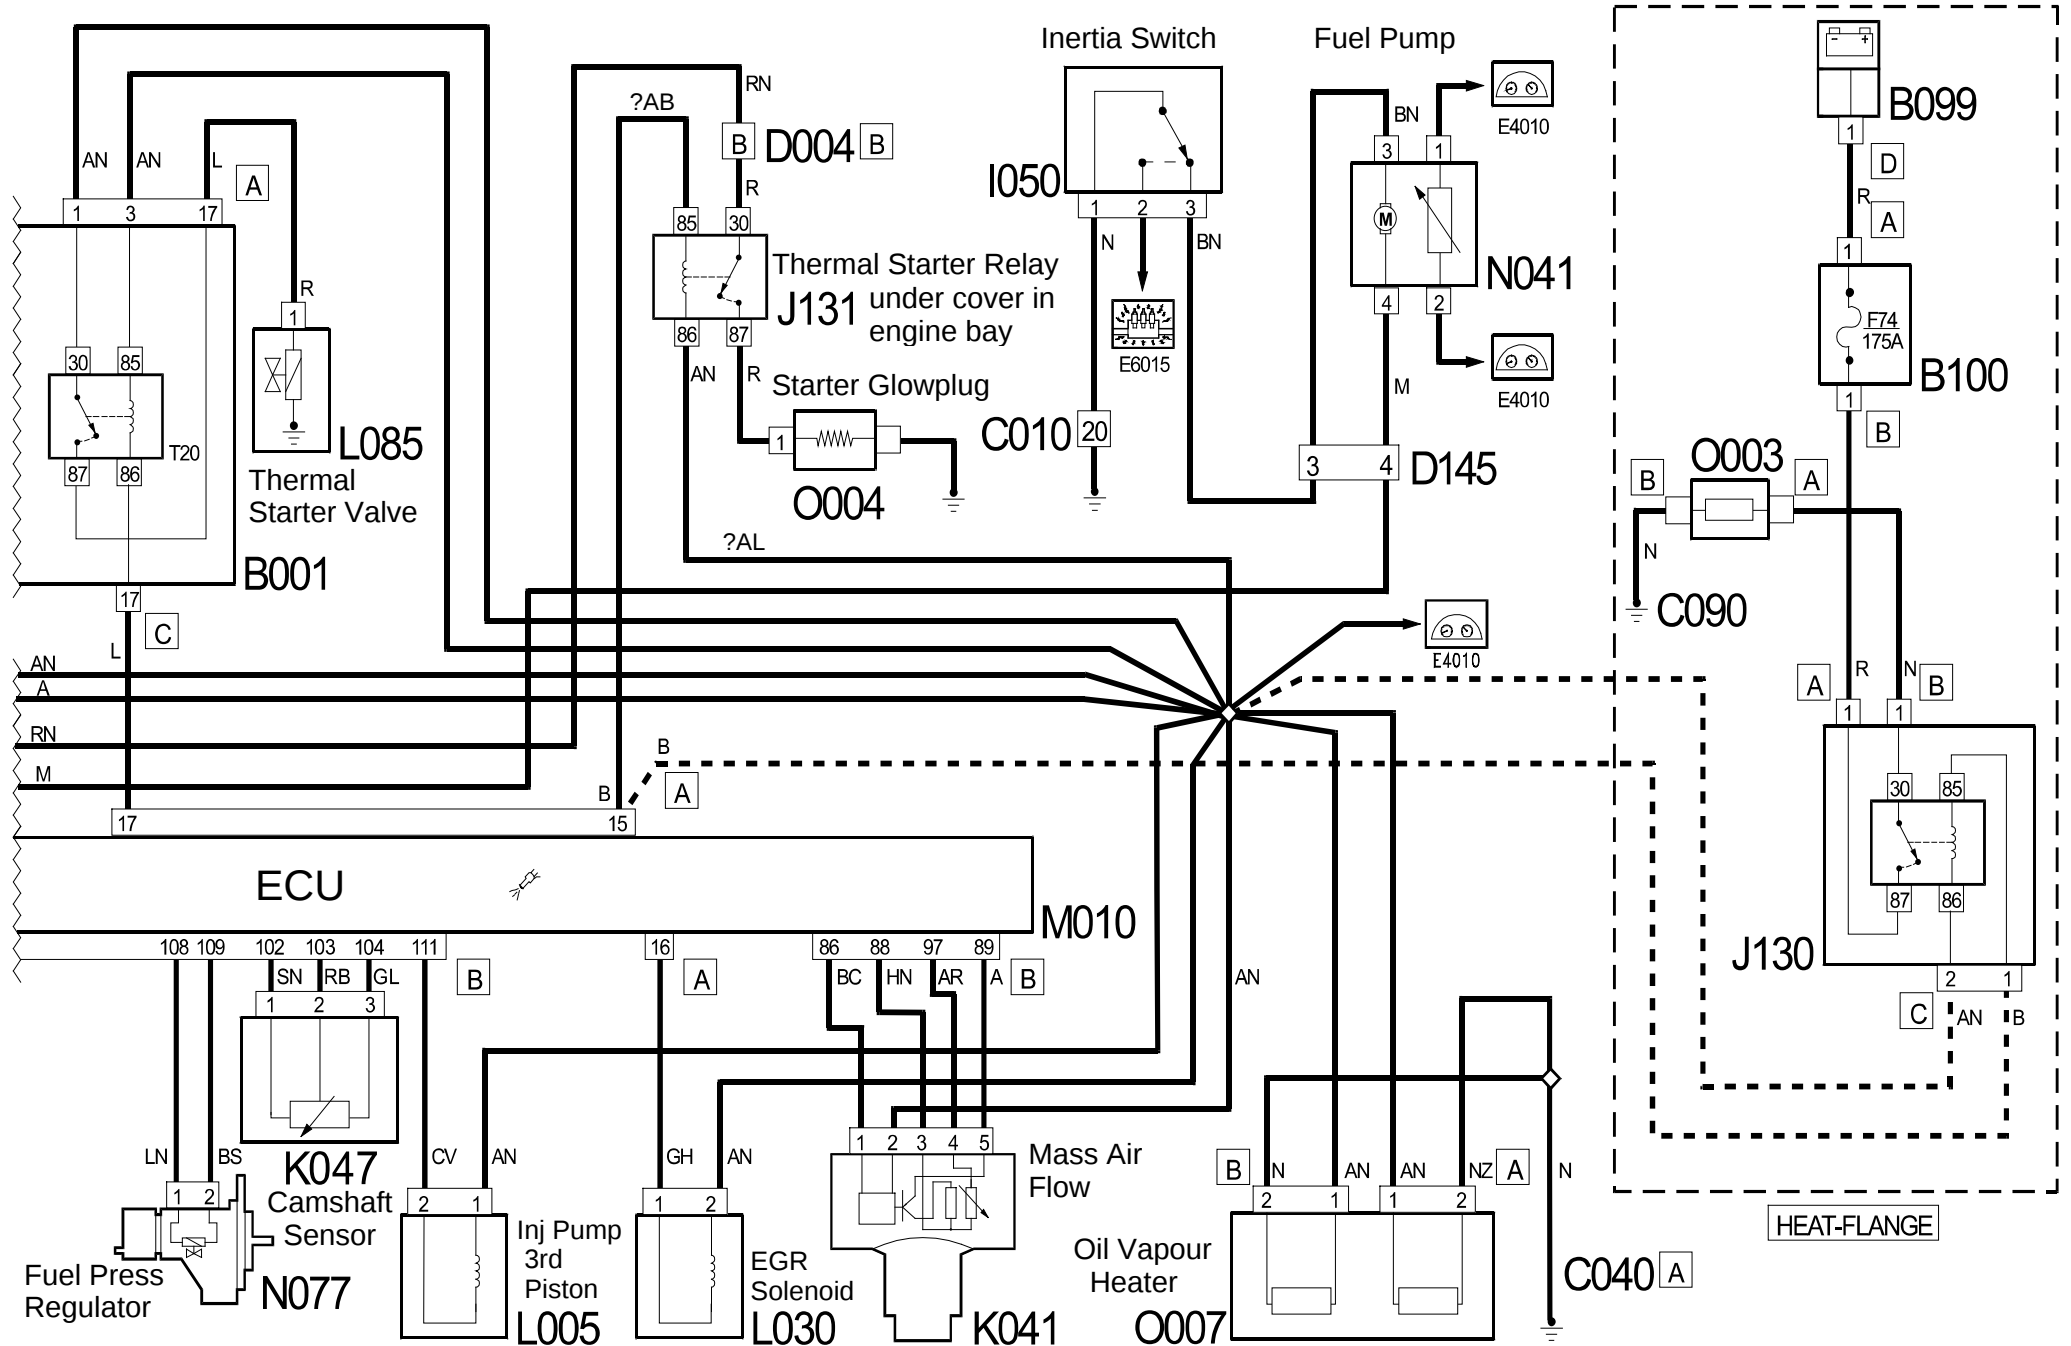 Inertia Switch
Fuel Pump
RN
?AB
BN
E4010
1
B099
D
R
A
AN
AN
L
A
B
D004
B
R
I050
3
1
M
N041
1
3
17
85
30
1
2
3
N
BN
Thermal Starter Relay
J131
under cover in
engine bay
R
1
86
87
E6015
4
2
E4010
M
1
F74
175A
B100
1
B
30
85
T20
87
86
L085
Thermal
Starter Valve
AN
R
Starter Glowplug
1
O004
C010
20
3
4
D145
O003
B
A
N
C090
?AL
B001
17
C
L
E4010
AN
A
RN
M
B
B
A
17
15
A
R
N
B
1
1
30
85
87
86
J130
2
1
C
AN
B
ECU
M010
108
109
102
103
104
111
16
86
88
97
89
SN
RB
GL
B
A
BC
HN
AR
A
B
AN
1
2
3
LN
BS
K047
Camshaft
Sensor
CV
AN
GH
AN
1
2
3
4
5
Mass Air
Flow
B
N
AN
AN
NZ
A
N
1
2
2
1
1
2
2
1
1
2
Fuel Press
Regulator
N077
Inj Pump
3rd
Piston
L005
EGR
Solenoid
L030
K041
Oil Vapour
Heater
O007
C040
A
HEAT-FLANGE